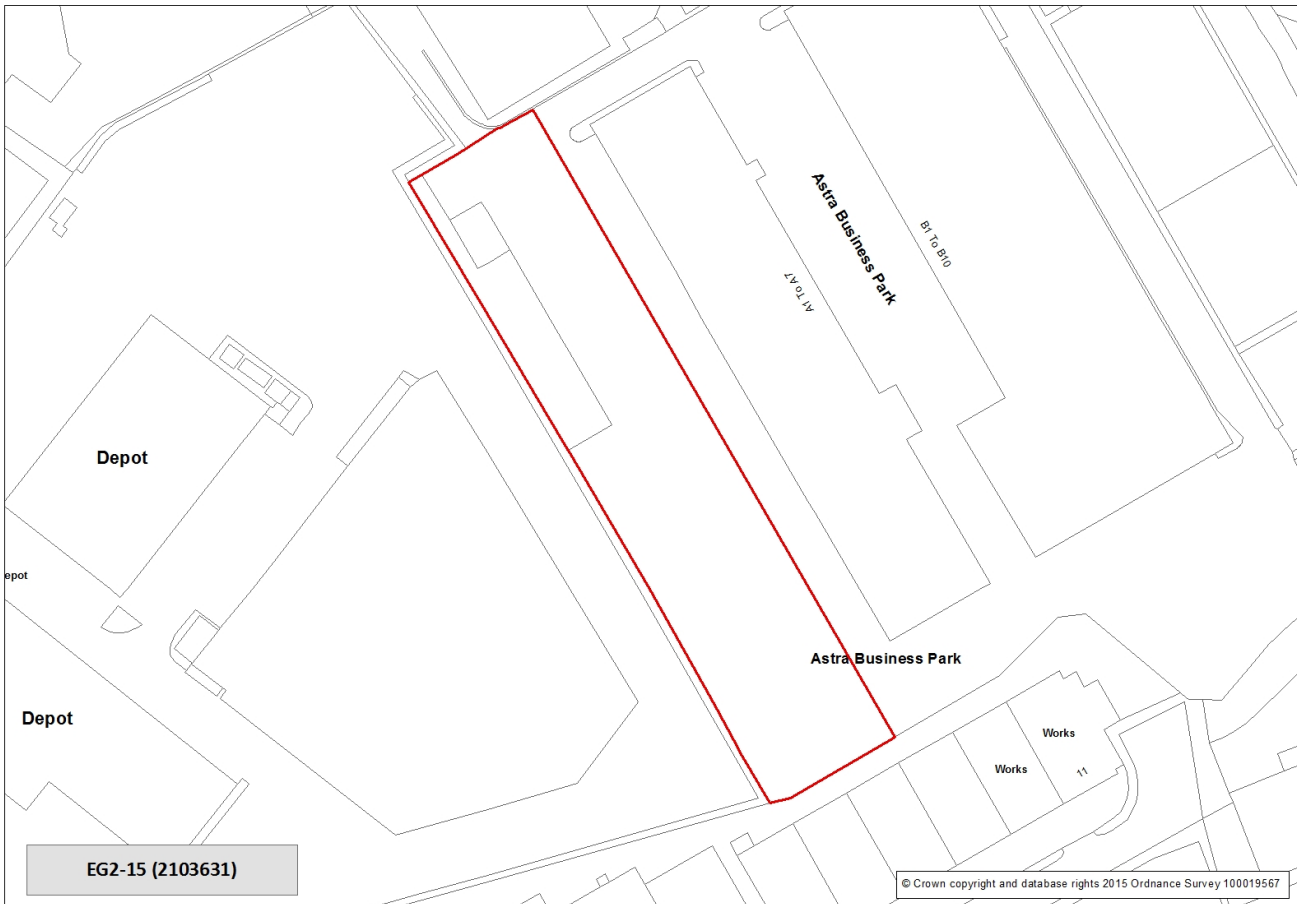 Astra Business Park
B1 To B10
A1 To A7
Depot
epot
Astra Business Park
Depot
Works
Works
11
EG2-15 (2103631)
© Crown copyright and database rights 2015 Ordnance Survey 100019567